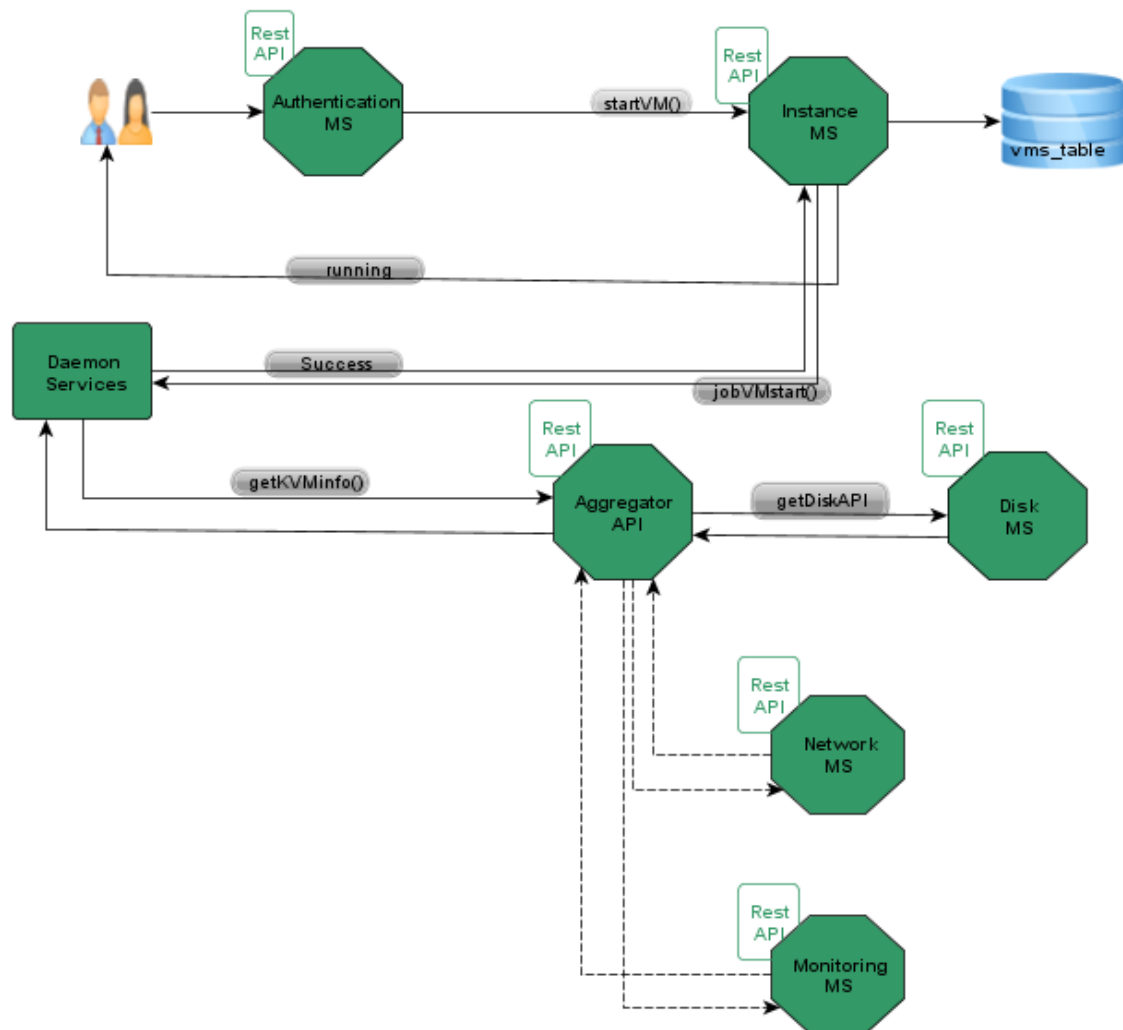 Rest
API
Authentication
MS
startVM()
Rest
API
Instance
MS
vms_table
running
Daemon
Services
Success
jobVMstart()
Rest
API
Rest
API
getKVMinfo()
Aggregator
API
getDiskAPI
Disk
MS
Rest
API
Network
MS
Rest
API
Monitoring
MS